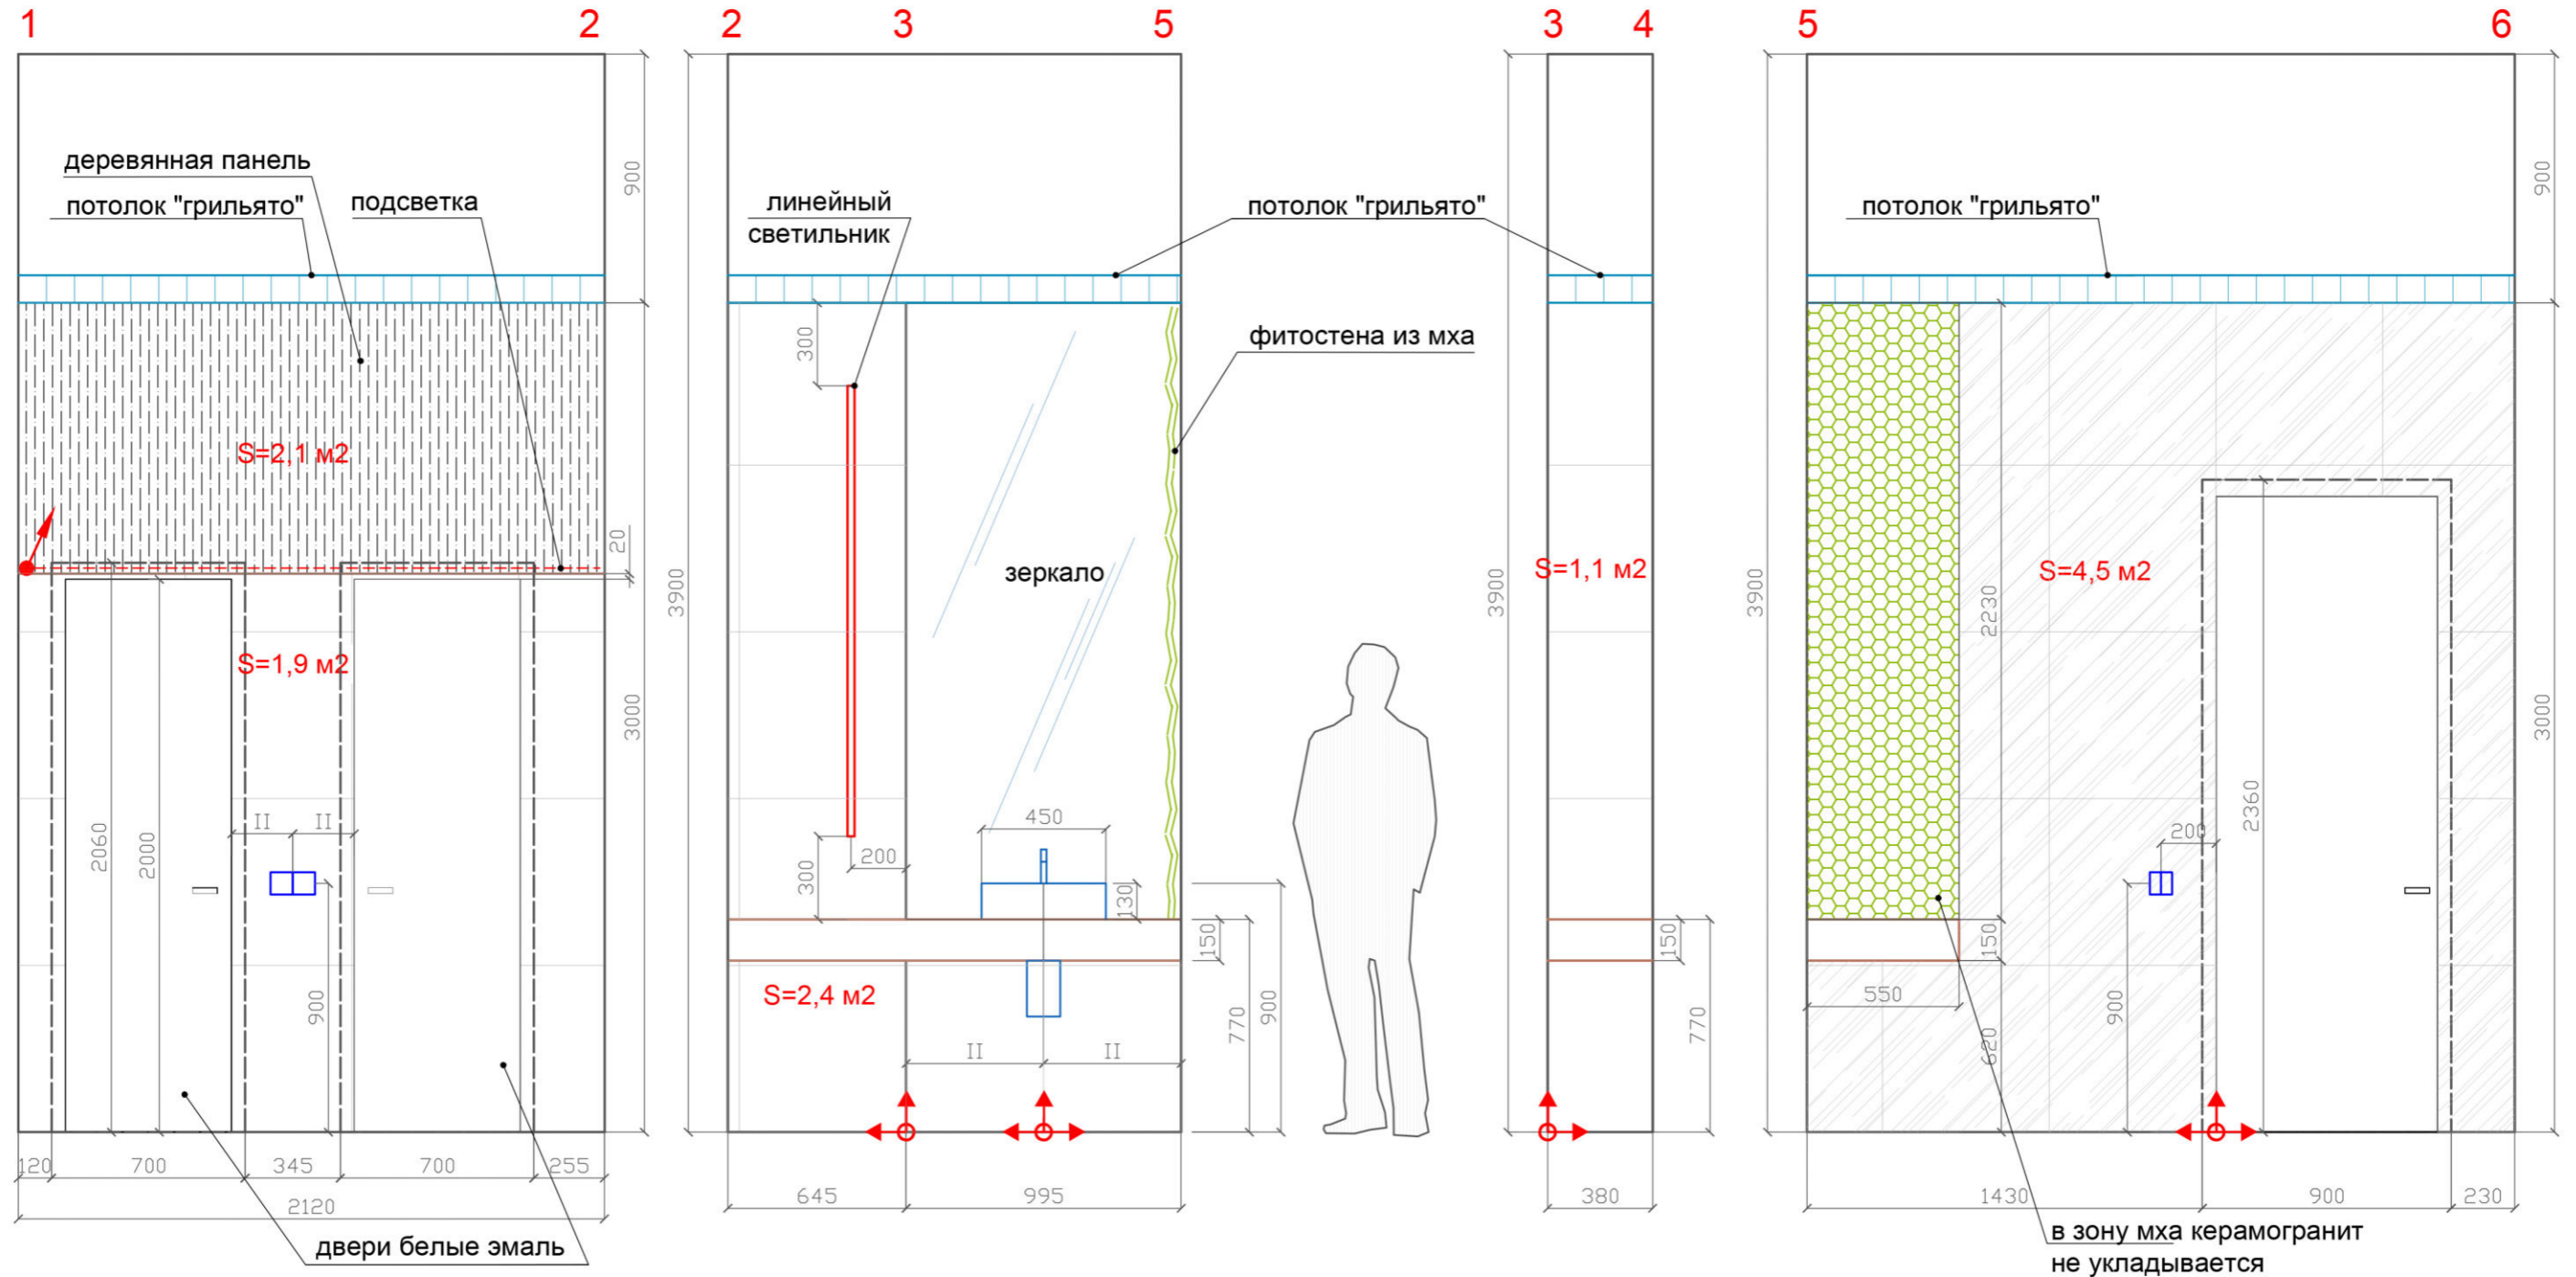 1
2
2
3
5
3
4
5
6
деревянная панель
потолок "грильято"
подсветка
линейный
светильник
потолок "грильято"
потолок "грильято"
фитостена из мха
зеркало
900
300
3900
3900
3900
900
S=2,1 м2
20
S=1,9 м2
3000
S=1,1 м2
S=4,5 м2
2230
3000
2060
2000
II
II
900
300
200
450
130
150
150
2360
200
150
S=2,4 м2
II
II
770
900
770
550
620
900
120
700
345
700
255
2120
645
995
380
1430
900
230
двери белые эмаль
в зону мха керамогранит
не укладывается